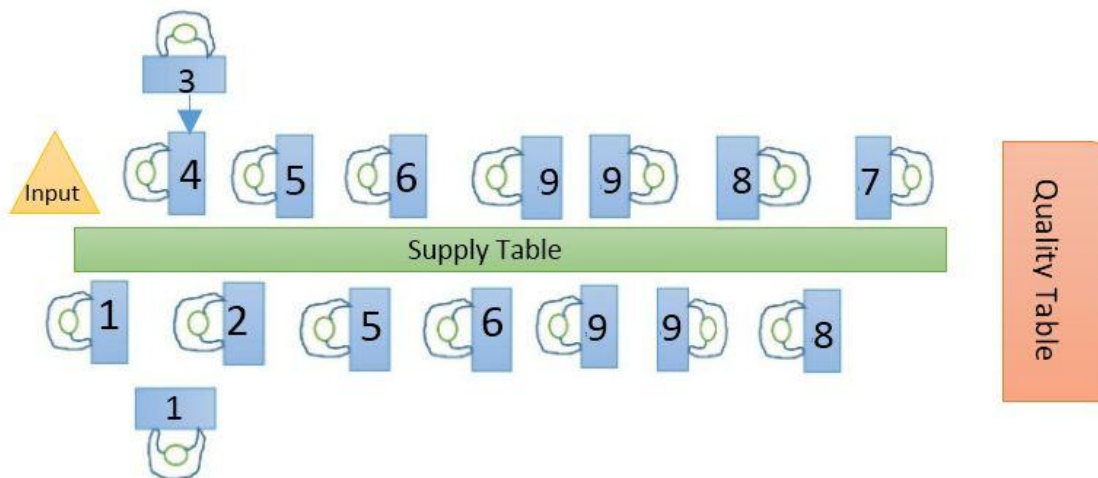 3
4 5 6 9 9 8 7
Input
Supply Table
1 2 5 6 9 9 8
1
Quality Table